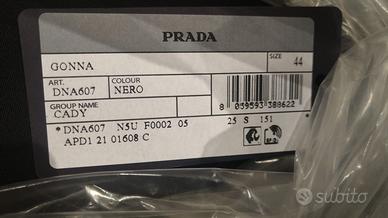 PRADA
GONNA
SIZE 44
ART. DNA607
COLOUR NERO
GROUP NAME CADY
8 059593 388622
*DNA607 N5U F0002 05 25 S 151
APD1 21 01608 C
subito